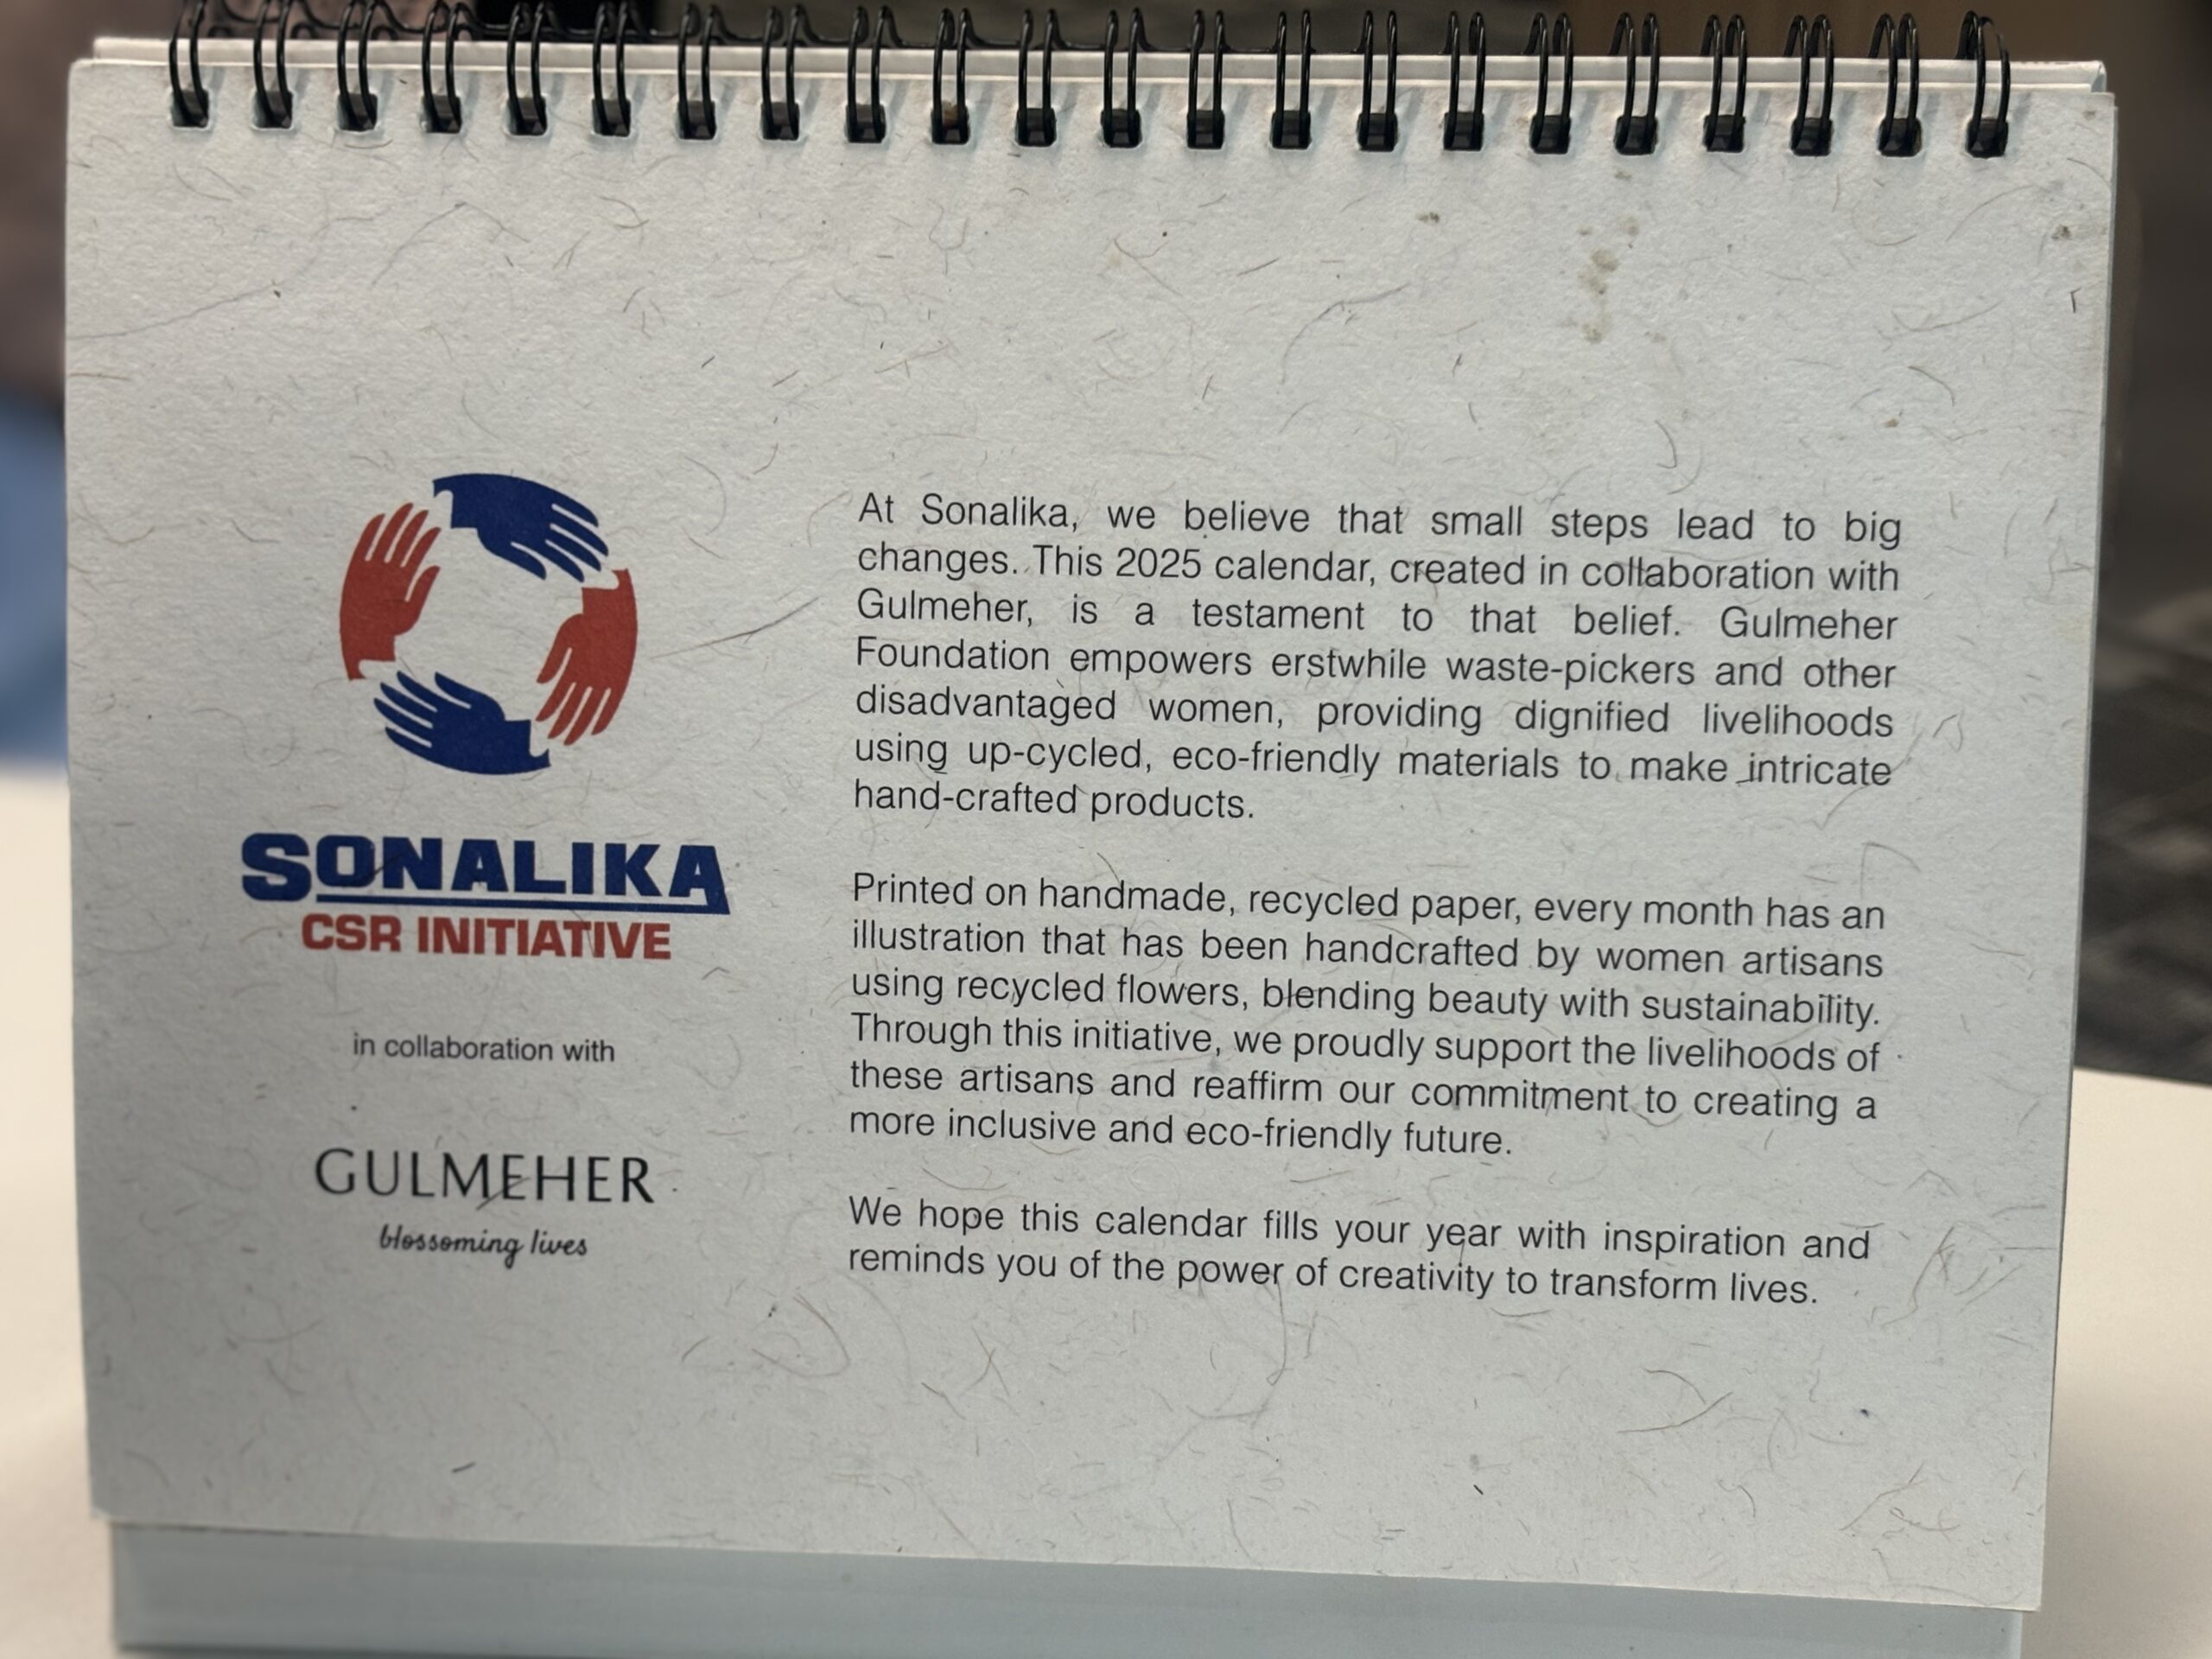 SONALIKA
CSR INITIATIVE
in collaboration with
GULMEHER
blossoming lives
At Sonalika, we believe that small steps lead to big
changes. This 2025 calendar, created in collaboration with
Gulmeher, is a testament to that belief. Gulmeher
Foundation empowers erstwhile waste-pickers and other
disadvantaged women, providing dignified livelihoods
using up-cycled, eco-friendly materials to make intricate
hand-crafted products.
Printed on handmade, recycled paper, every month has an
illustration that has been handcrafted by women artisans
using recycled flowers, blending beauty with sustainability.
Through this initiative, we proudly support the livelihoods of
these artisans and reaffirm our commitment to creating a
more inclusive and eco-friendly future.
We hope this calendar fills your year with inspiration and
reminds you of the power of creativity to transform lives.